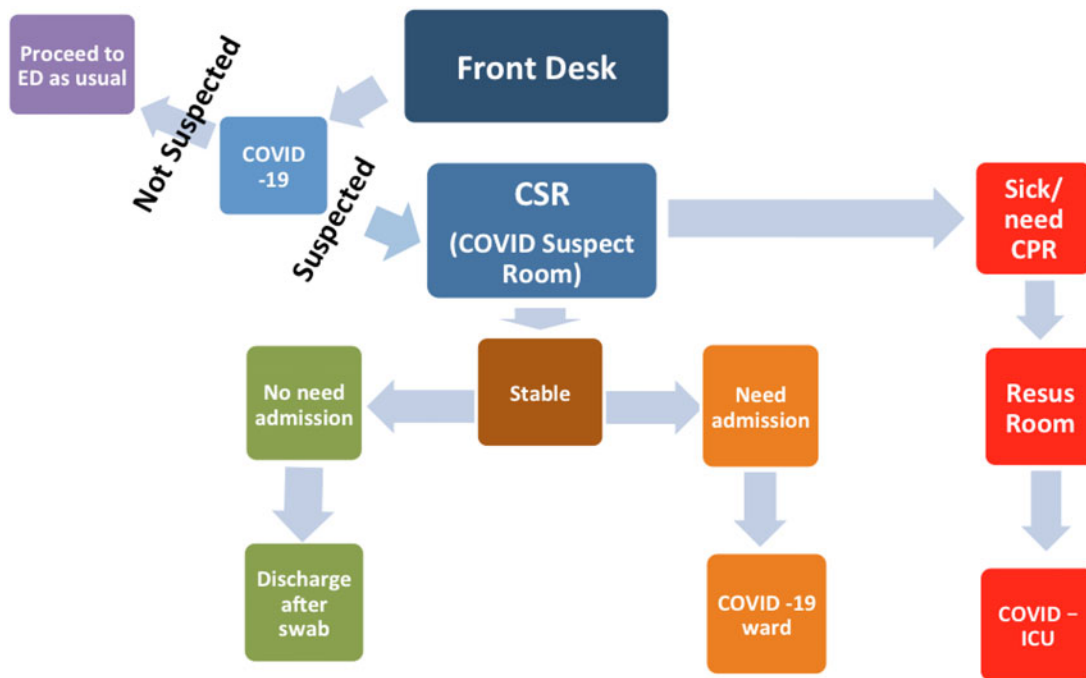 Proceed to
ED as usual
Front Desk
Not Suspected
COVID
-19
Suspected
CSR
(COVID Suspect
Room)
Sick/
need
CPR
No need
admission
Stable
Need
admission
Resus
Room
Discharge
after
swab
COVID -19
ward
COVID –
ICU